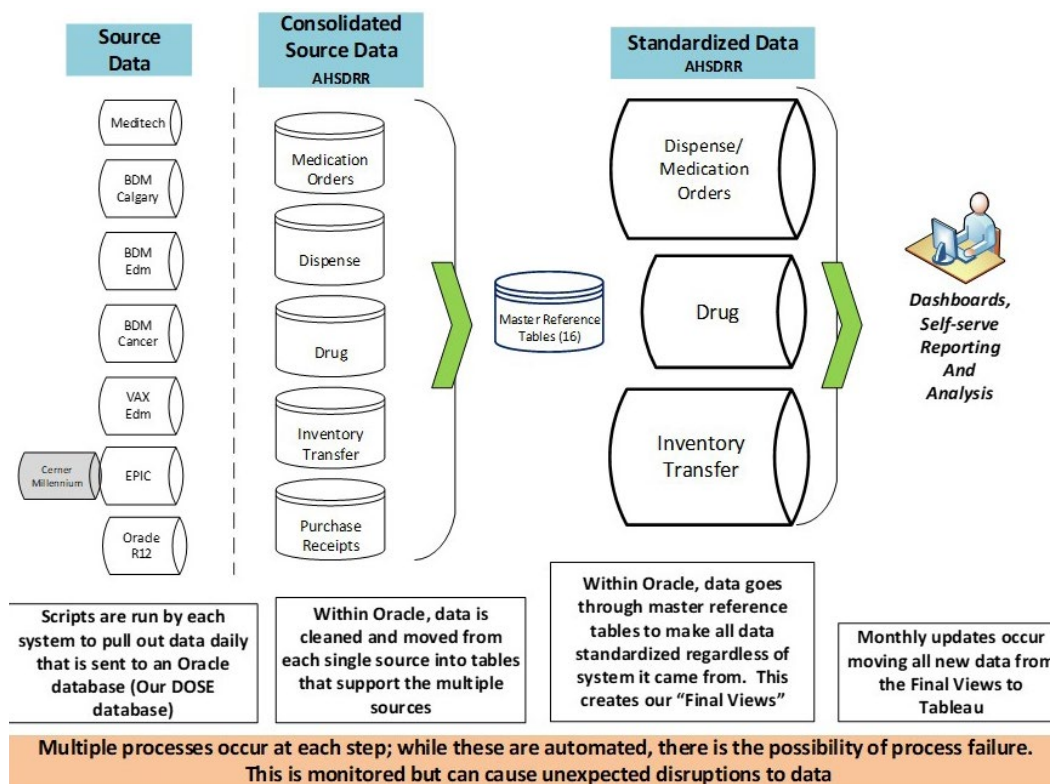 Source
Data
Meditech
BDM
Calgary
BDM
Edm
BDM
Cancer
VAX
Edm
Cerner
Millennium
EPIC
Oracle
R12
Scripts are run by each
system to pull out data daily
that is sent to an Oracle
database (Our DOSE
database)
Consolidated
Source Data
AHSDRR
Medication
Orders
Dispense
Drug
Inventory
Transfer
Purchase
Receipts
Within Oracle, data is
cleaned and moved from
each single source into tables
that support the multiple
sources
Master Reference
Tables (16)
Standardized Data
AHSDRR
Dispense/
Medication
Orders
Drug
Inventory
Transfer
Within Oracle, data goes
through master reference
tables to make all data
standardized regardless of
system it came from.  This
creates our “Final Views”
Dashboards,
Self-serve
Reporting
And
Analysis
Monthly updates occur
moving all new data from
the Final Views to
Tableau
Multiple processes occur at each step; while these are automated, there is the possibility of process failure.
This is monitored but can cause unexpected disruptions to data